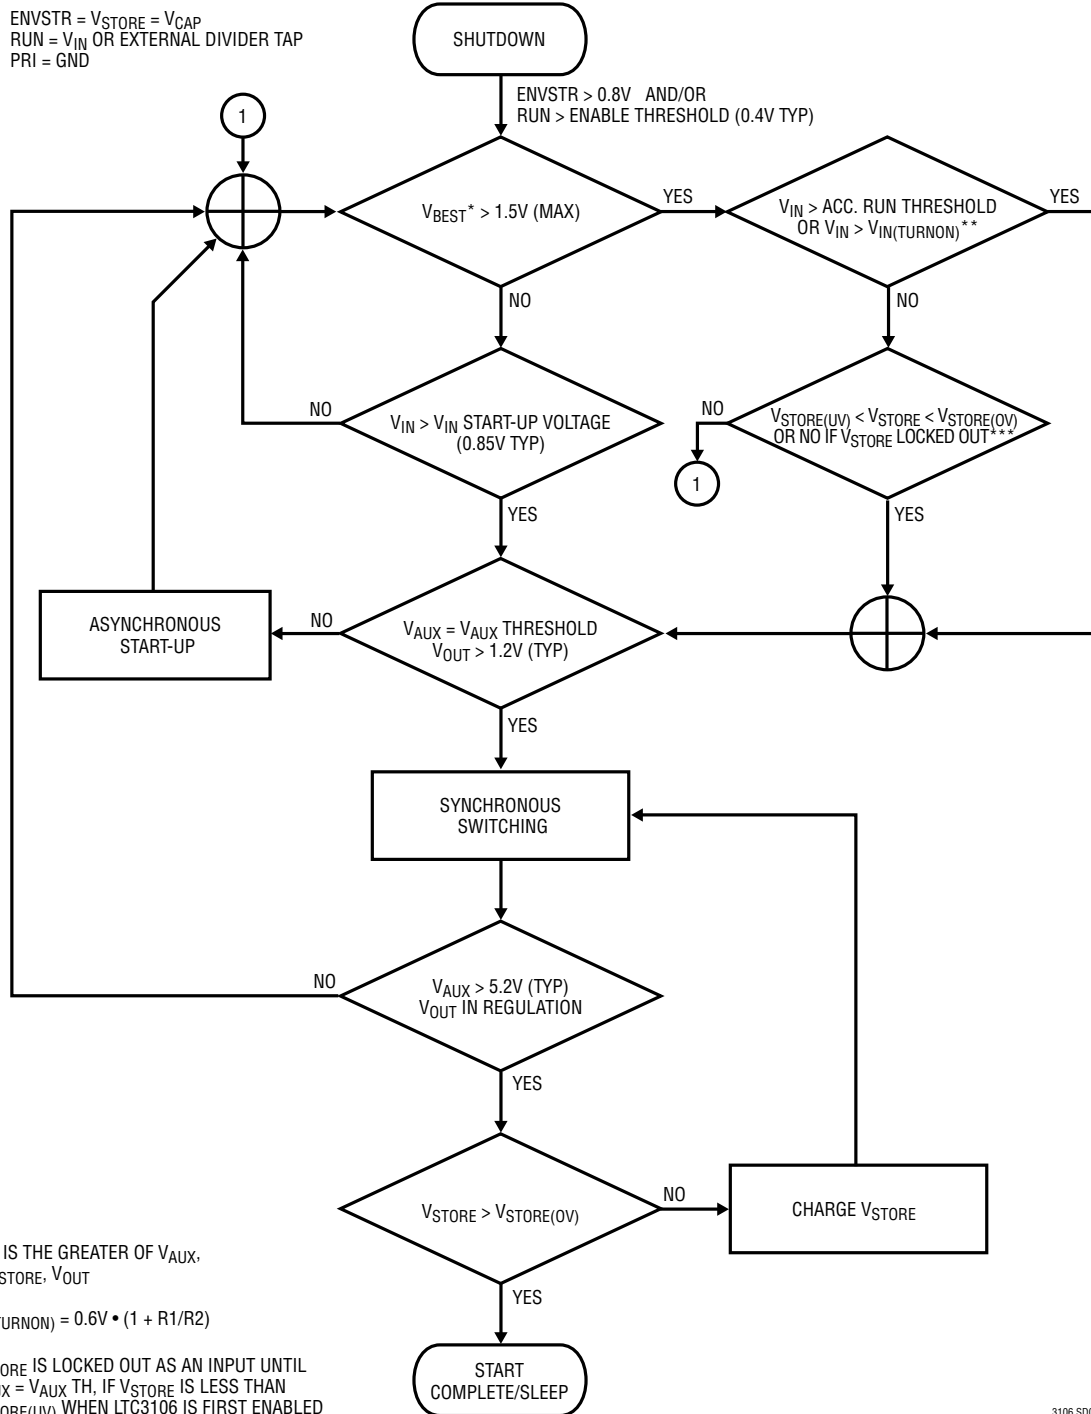 ENVSTR = VSTORE = VCAP
RUN = VIN OR EXTERNAL DIVIDER TAP
PRI = GND
SHUTDOWN
ENVSTR > 0.8V AND/OR
RUN > ENABLE THRESHOLD (0.4V TYP)
1
VBEST* > 1.5V (MAX)
YES
VIN > ACC. RUN THRESHOLD
OR VIN > VIN(TURNON)**
YES
NO
NO
NO
VIN > VIN START-UP VOLTAGE
(0.85V TYP)
NO
VSTORE(UV) < VSTORE < VSTORE(OV)
OR NO IF VSTORE LOCKED OUT***
1
YES
YES
ASYNCHRONOUS
START-UP
NO
VAUX = VAUX THRESHOLD
VOUT > 1.2V (TYP)
YES
SYNCHRONOUS
SWITCHING
NO
VAUX > 5.2V (TYP)
VOUT IN REGULATION
YES
VSTORE > VSTORE(OV)
NO
CHARGE VSTORE
IS THE GREATER OF VAUX,
STORE, VOUT
YES
TURNON) = 0.6V • (1 + R1/R2)
ORE IS LOCKED OUT AS AN INPUT UNTIL
UX = VAUX TH, IF VSTORE IS LESS THAN
ORE(UV) WHEN LTC3106 IS FIRST ENABLED
START
COMPLETE/SLEEP